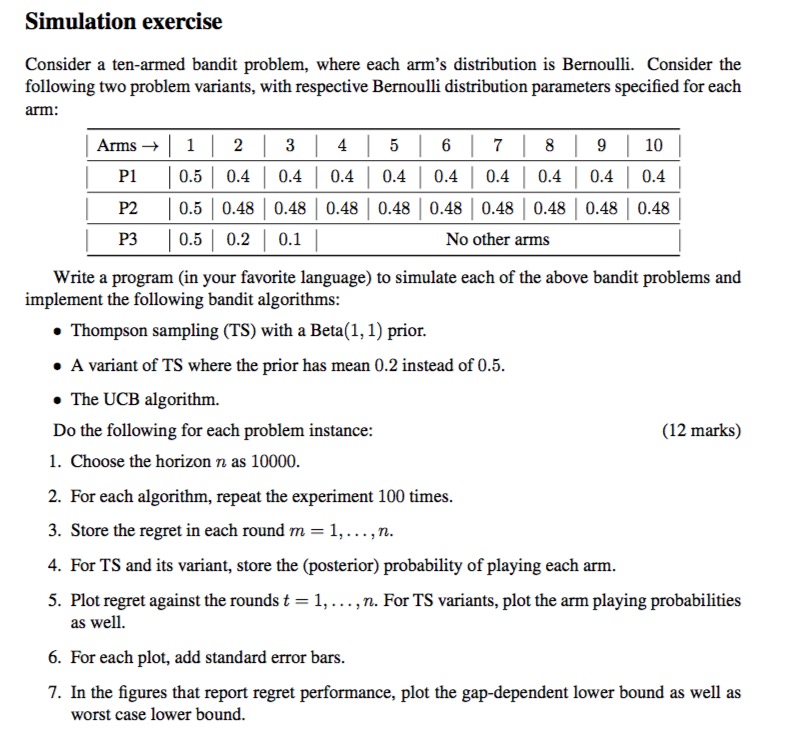 Simulation exercise
Consider a ten-armed bandit problem, where each arm's distribution is Bernoulli. Consider the
following two problem variants, with respective Bernoulli distribution parameters specified for each
arm:
Arms → | 1 | 2 | 3 | 4 | 5 | 6 | 7 | 8 | 9 | 10
P1 | 0.5 | 0.4 | 0.4 | 0.4 | 0.4 | 0.4 | 0.4 | 0.4 | 0.4 | 0.4
P2 | 0.5 | 0.48 | 0.48 | 0.48 | 0.48 | 0.48 | 0.48 | 0.48 | 0.48 | 0.48
P3 | 0.5 | 0.2 | 0.1 | No other arms
Write a program (in your favorite language) to simulate each of the above bandit problems and
implement the following bandit algorithms:
• Thompson sampling (TS) with a Beta(1, 1) prior.
• A variant of TS where the prior has mean 0.2 instead of 0.5.
• The UCB algorithm.
Do the following for each problem instance: (12 marks)
1. Choose the horizon n as 10000.
2. For each algorithm, repeat the experiment 100 times.
3. Store the regret in each round m = 1, . . . , n.
4. For TS and its variant, store the (posterior) probability of playing each arm.
5. Plot regret against the rounds t = 1, . . . , n. For TS variants, plot the arm playing probabilities
as well.
6. For each plot, add standard error bars.
7. In the figures that report regret performance, plot the gap-dependent lower bound as well as
worst case lower bound.